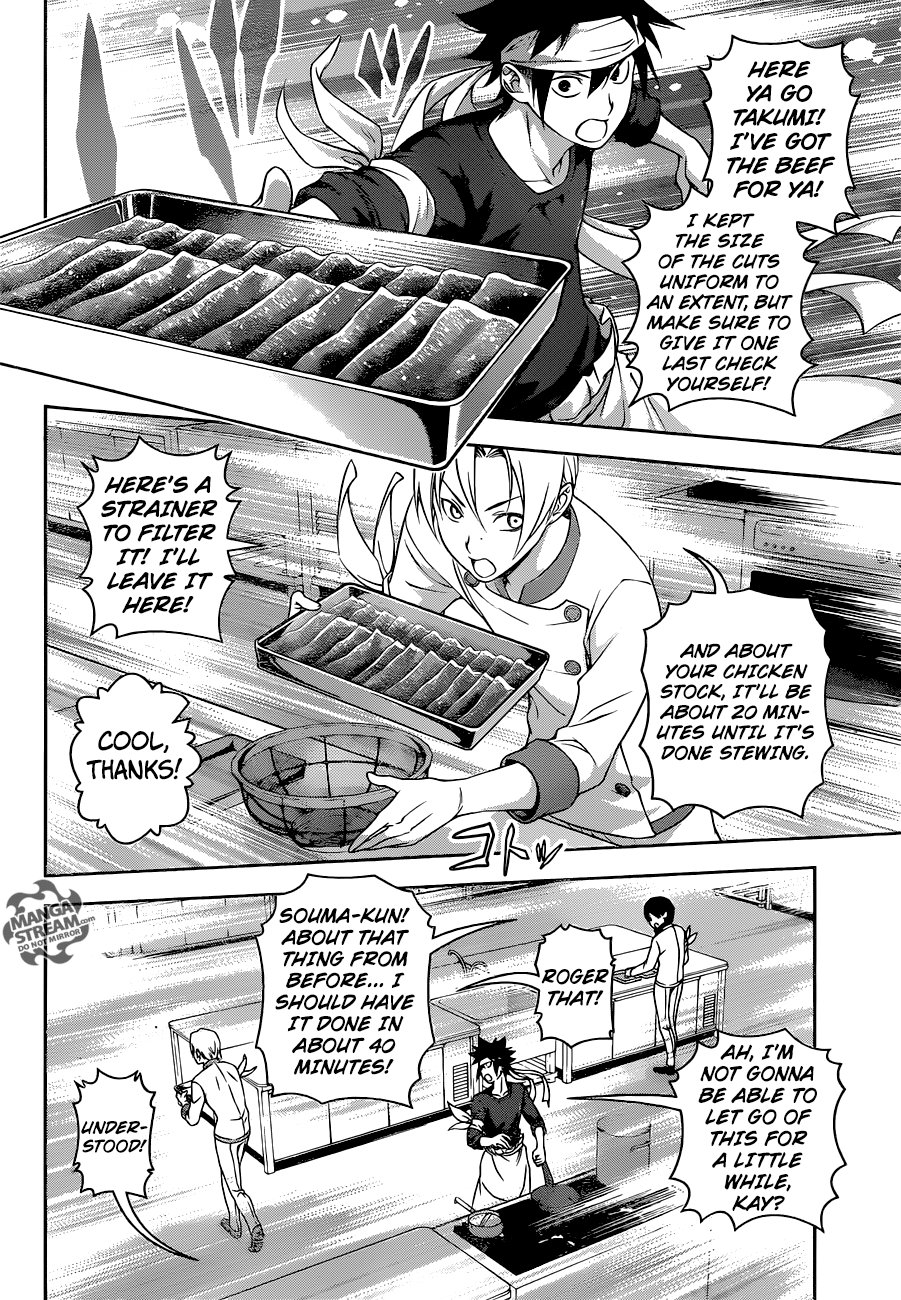 HERE
YA GO
TAKUMI!
I'VE GOT
THE BEEF
FOR YA!
I KEPT
THE SIZE
OF THE CUTS
UNIFORM TO
AN EXTENT, BUT
MAKE SURE TO
GIVE IT ONE
LAST CHECK
YOURSELF!
HERE'S A
STRAINER
TO FILTER
IT! I'LL
LEAVE IT
HERE!
AND ABOUT
YOUR CHICKEN
STOCK, IT'LL BE
ABOUT 20 MIN-
UTES UNTIL IT'S
DONE STEWING.
COOL,
THANKS!
コトッ
MANGA
STREAM.com
DO NOT MIRROR
SOUMA-KUN!
ABOUT THAT
THING FROM
BEFORE... I
SHOULD HAVE
IT DONE IN
ABOUT 40
MINUTES!
ROGER
THAT!
AH, I'M
NOT GONNA
BE ABLE TO
LET GO OF
THIS FOR
A LITTLE
WHILE,
KAY?
UNDER-
STOOD!